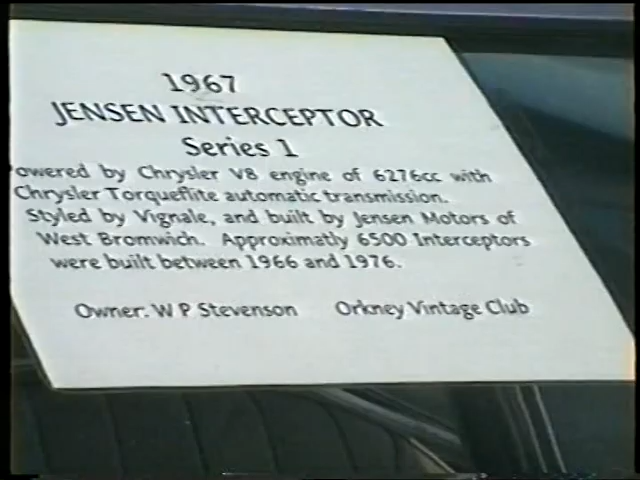 1967
JENSEN INTERCEPTOR
Series 1
owered by Chrysler V8 engine of 6276cc with
Chrysler Torqueflite automatic transmission.
Styled by Vignale, and built by Jensen Motors of
West Bromwich. Approximatly 6500 Interceptors
were built between 1966 and 1976.
Owner. W P Stevenson Orkney Vintage Club